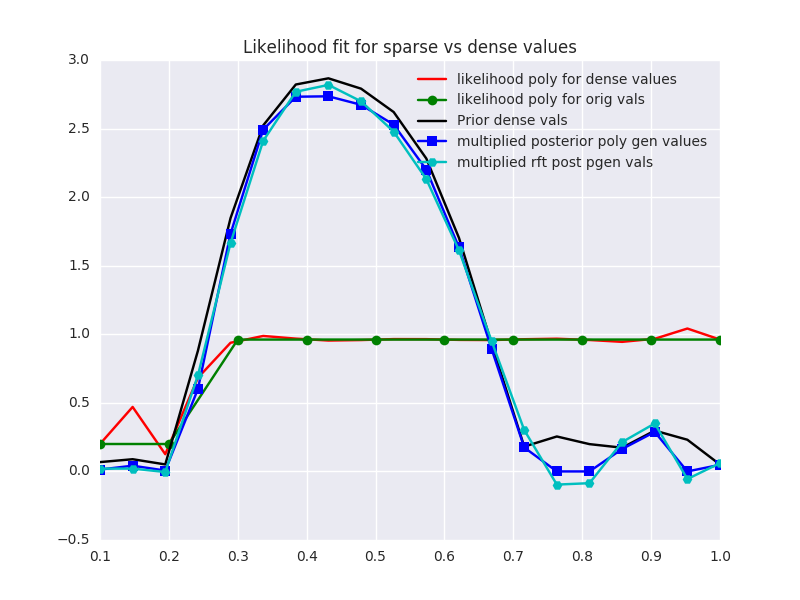 Likelihood fit for sparse vs dense values
3.0
2.5
2.0
1.5
1.0
0.5
0.0
−0.5
likelihood poly for dense values
likelihood poly for orig vals
Prior dense vals
multiplied posterior poly gen values
multiplied rft post pgen vals
0.1 0.2 0.3 0.4 0.5 0.6 0.7 0.8 0.9 1.0